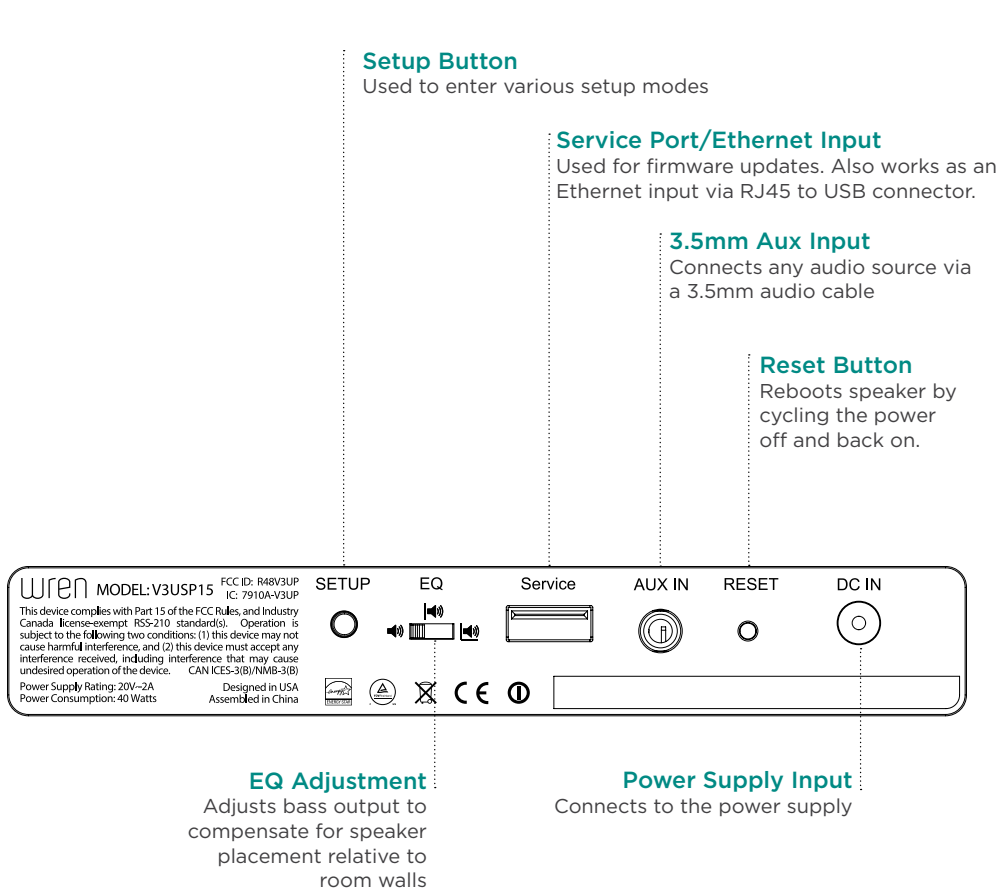 Setup Button
Used to enter various setup modes
Service Port/Ethernet Input
Used for firmware updates. Also works as an
Ethernet input via RJ45 to USB connector.
3.5mm Aux Input
Connects any audio source via
a 3.5mm audio cable
Reset Button
Reboots speaker by
cycling the power
off and back on.
wren MODEL: V3USP15 FCC ID: R48V3UP
IC: 7910A-V3UP
This device complies with Part 15 of the FCC Rules, and Industry
Canada license-exempt RSS-210 standard(s). Operation is
subject to the following two conditions: (1) this device may not
cause harmful interference, and (2) this device must accept any
interference received, including interference that may cause
undesired operation of the device. CAN ICES-3(B)/NMB-3(B)
Power Supply Rating: 20V⎓2A Designed in USA
Power Consumption: 40 Watts Assembled in China
SETUP EQ Service AUX IN RESET DC IN
ENERGY STAR
CE
EQ Adjustment
Adjusts bass output to
compensate for speaker
placement relative to
room walls
Power Supply Input
Connects to the power supply